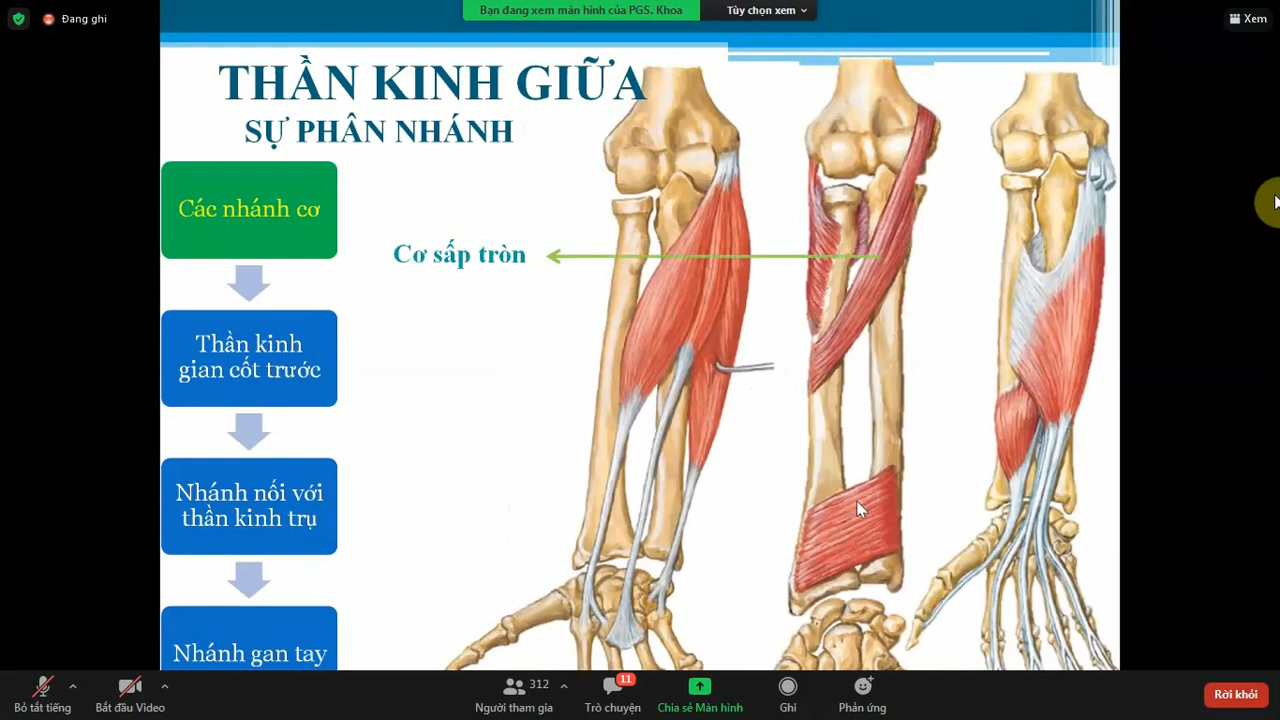 Đang ghi
Bạn đang xem màn hình của PGS. Khoa
Tùy chọn xem
Xem
THẦN KINH GIỮA
SỰ PHÂN NHÁNH
Các nhánh cơ
Cơ sấp tròn
Thần kinh
gian cốt trước
Nhánh nối với
thần kinh trụ
Nhánh gan tay
Bỏ tắt tiếng
Bắt đầu Video
312
Người tham gia
11
Trò chuyện
Chia sẻ Màn hình
Ghi
Phản ứng
Rời khỏi